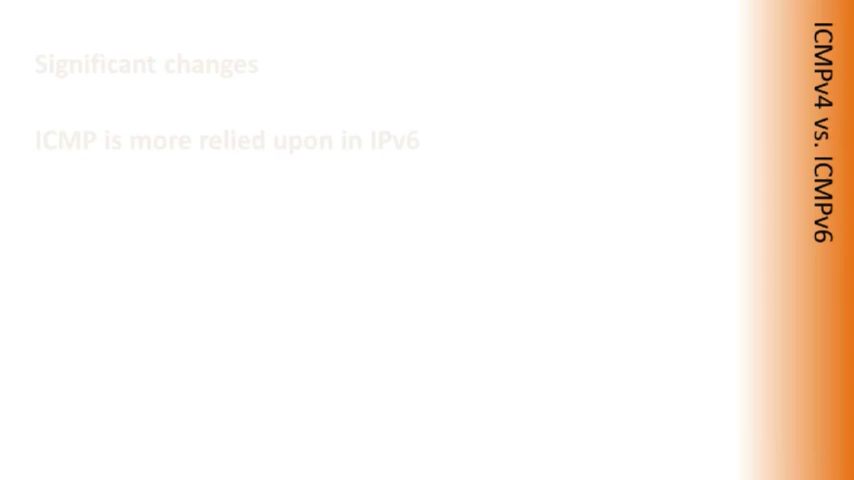 Significant changes
ICMP is more relied upon in IPv6
ICMPv4 vs. ICMPv6